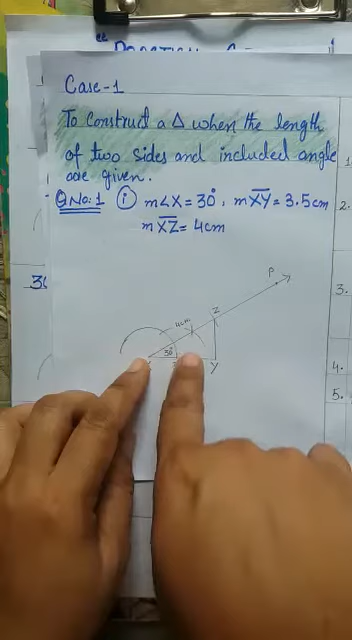 Case-1
To construct a Δ when the length
of two sides and included angle
are given.
Q No: 1 (i) m∠X = 30°, mXY = 3.5cm
mXZ = 4cm
1.
2.
3.
4.
5.
P
Z
4cm
30°
Y